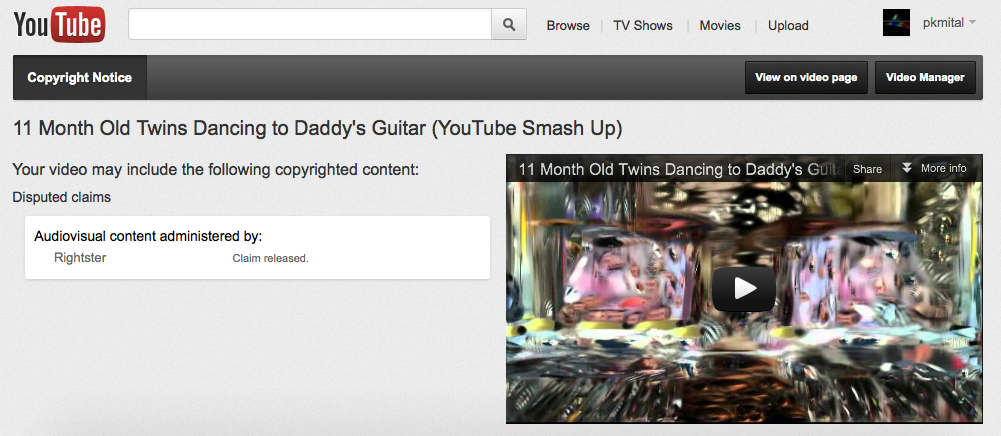 YouTube
Browse | TV Shows | Movies | Upload
pkmital
Copyright Notice
View on video page
Video Manager
11 Month Old Twins Dancing to Daddy's Guitar (YouTube Smash Up)
Your video may include the following copyrighted content:
Disputed claims
Audiovisual content administered by:
Rightster
Claim released.
11 Month Old Twins Dancing to Daddy's Guit
Share
More info